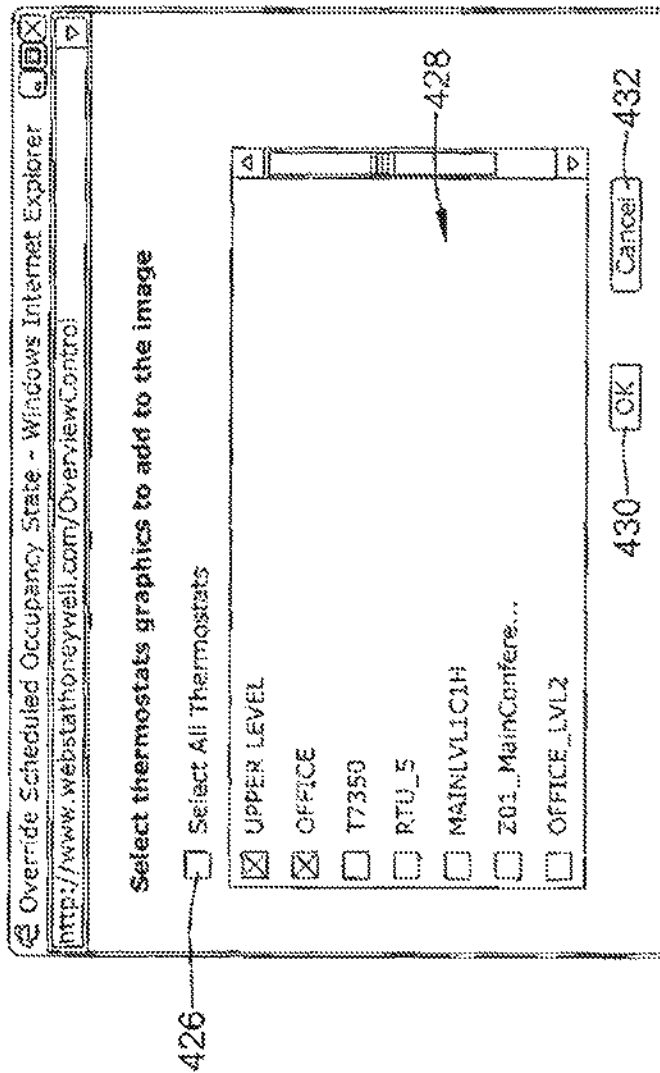 Override Scheduled Occupancy State - Windows Internet Explorer
http://www.webstathoneywell.com/OverviewControl
Select thermostats graphics to add to the image
426
Select All Thermostats
UPPER LEVEL
OFFICE
T7350
RTU_5
MAINLVL1C1H
Z01_MainConfere...
OFFICE_LVL2
428
430 OK Cancel 432